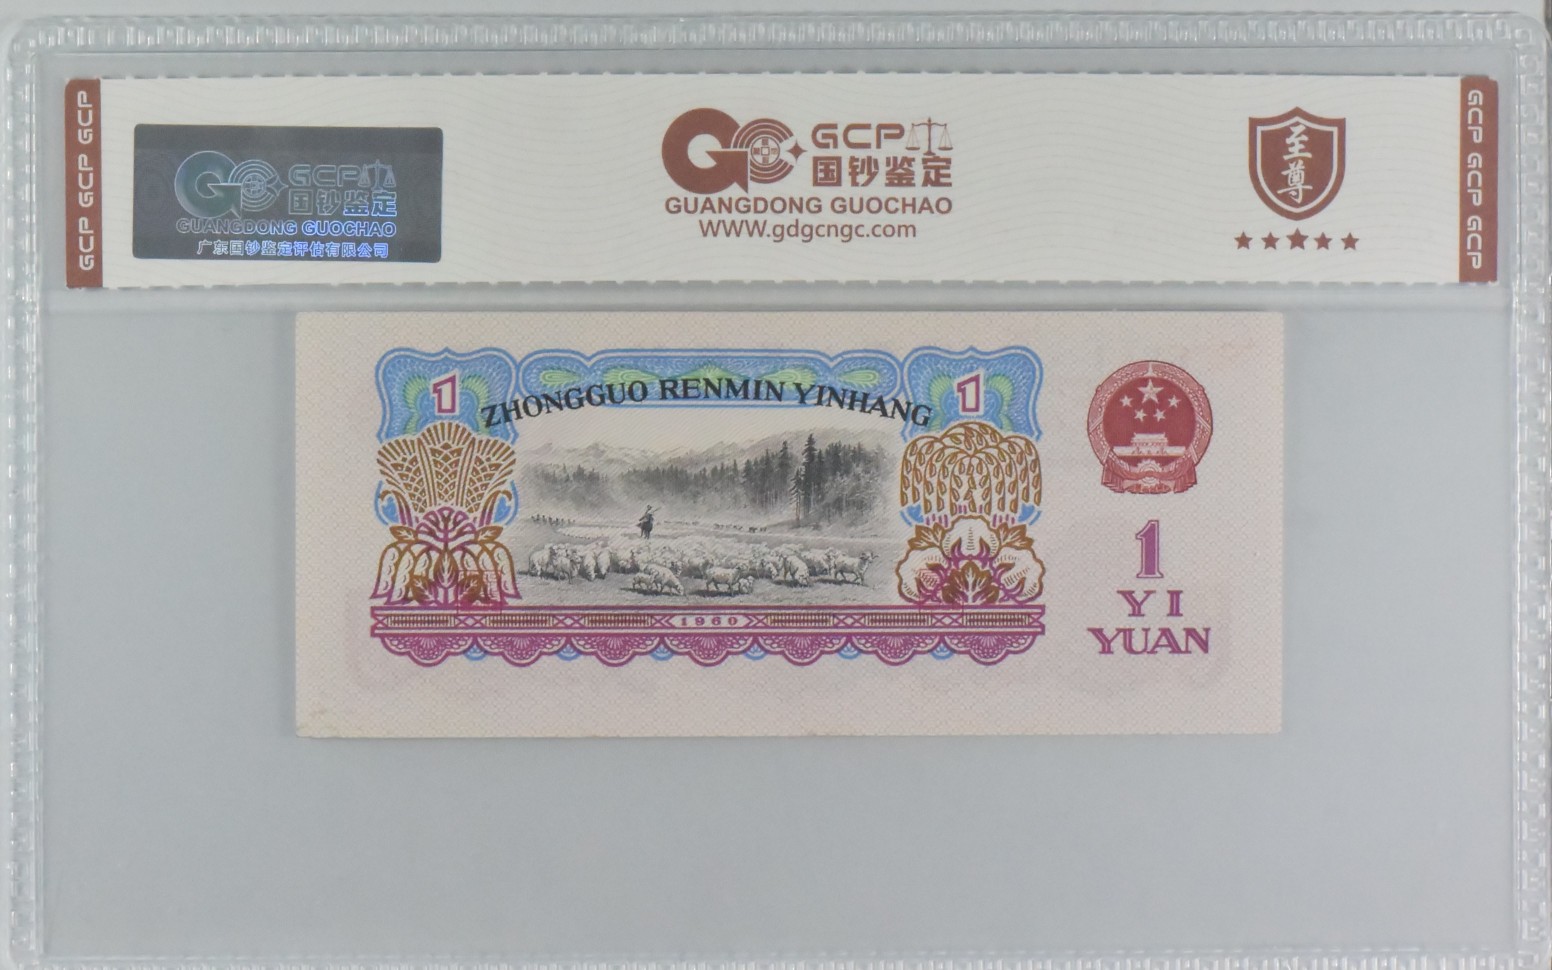 GCP GCP GCP
GCP
国钞鉴定
GUANGDONG GUOCHAO
广东国钞鉴定评估有限公司
GCP
国钞鉴定
GUANGDONG GUOCHAO
WWW.gdgcngc.com
至尊
GCP GCP GCP
1
ZHONGGUO RENMIN YINHANG
1
1960
1
YI
YUAN